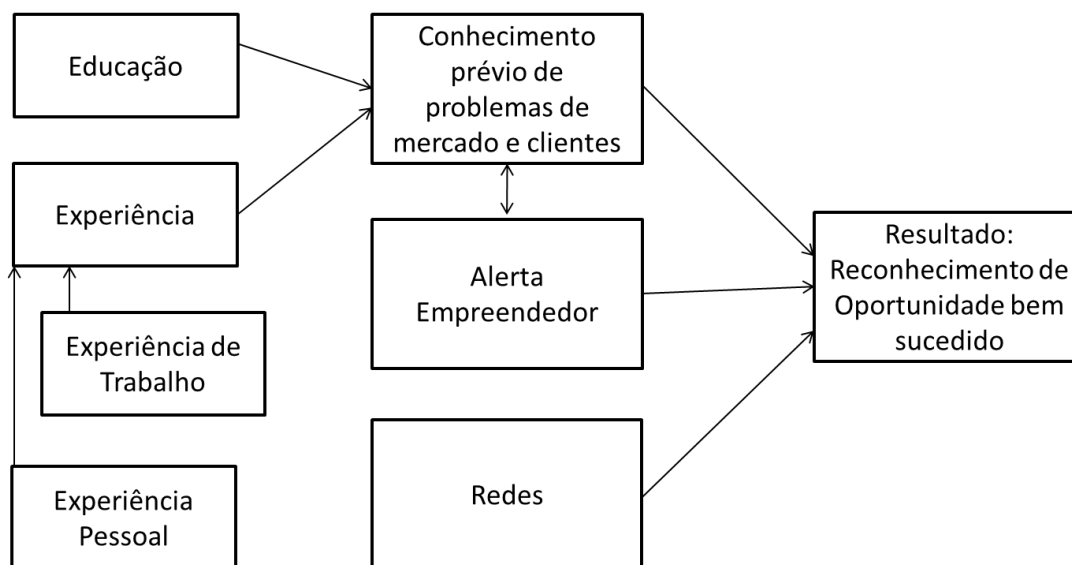 Educação
Experiência
Experiência de
Trabalho
Experiência
Pessoal
Conhecimento
prévio de
problemas de
mercado e clientes
Alerta
Empreendedor
Redes
Resultado:
Reconhecimento de
Oportunidade bem
sucedido